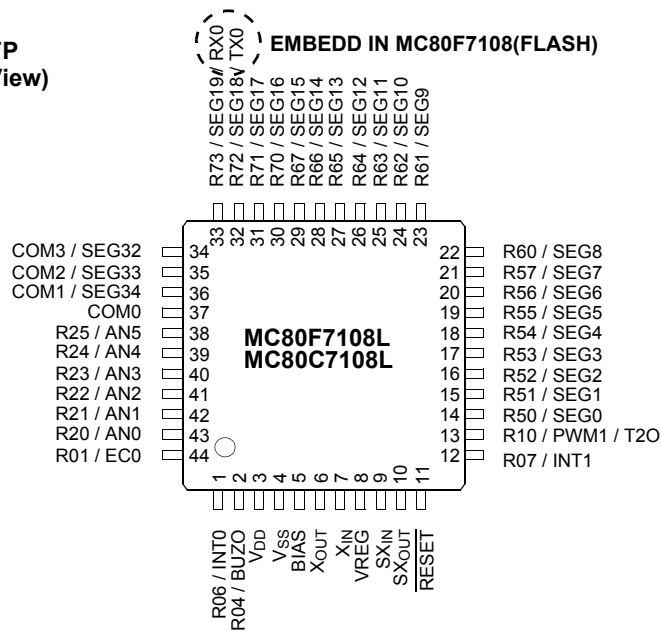 TP
View)
RX0
TX0
EMBEDD IN MC80F7108(FLASH)
R73 / SEG19 /
R72 / SEG18 /
R71 / SEG17
R70 / SEG16
R67 / SEG15
R66 / SEG14
R65 / SEG13
R64 / SEG12
R63 / SEG11
R62 / SEG10
R61 / SEG9
33
32
31
30
29
28
27
26
25
24
23
COM3 / SEG32 34
COM2 / SEG33 35
COM1 / SEG34 36
COM0 37
R25 / AN5 38
R24 / AN4 39
R23 / AN3 40
R22 / AN2 41
R21 / AN1 42
R20 / AN0 43
R01 / EC0 44
MC80F7108L
MC80C7108L
22 R60 / SEG8
21 R57 / SEG7
20 R56 / SEG6
19 R55 / SEG5
18 R54 / SEG4
17 R53 / SEG3
16 R52 / SEG2
15 R51 / SEG1
14 R50 / SEG0
13 R10 / PWM1 / T2O
12 R07 / INT1
1
2
3
4
5
6
7
8
9
10
11
R06 / INT0
R04 / BUZO
VDD
VSS
BIAS
XOUT
XIN
VREG
SXIN
SXOUT
RESET